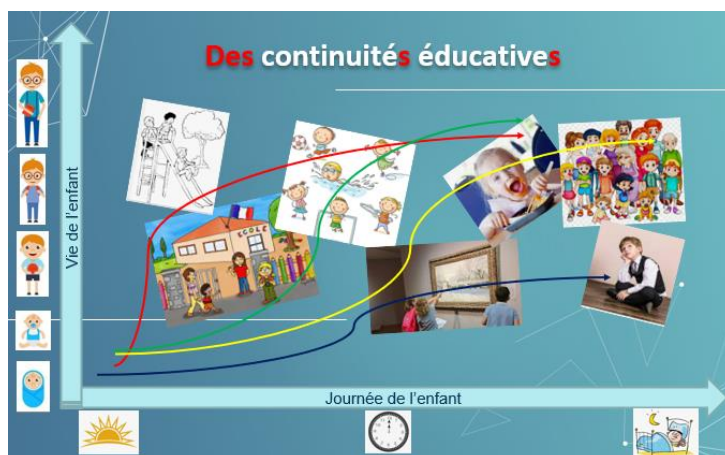 Des continuités éducatives
ECOLE
Vie de l'enfant
Journée de l'enfant